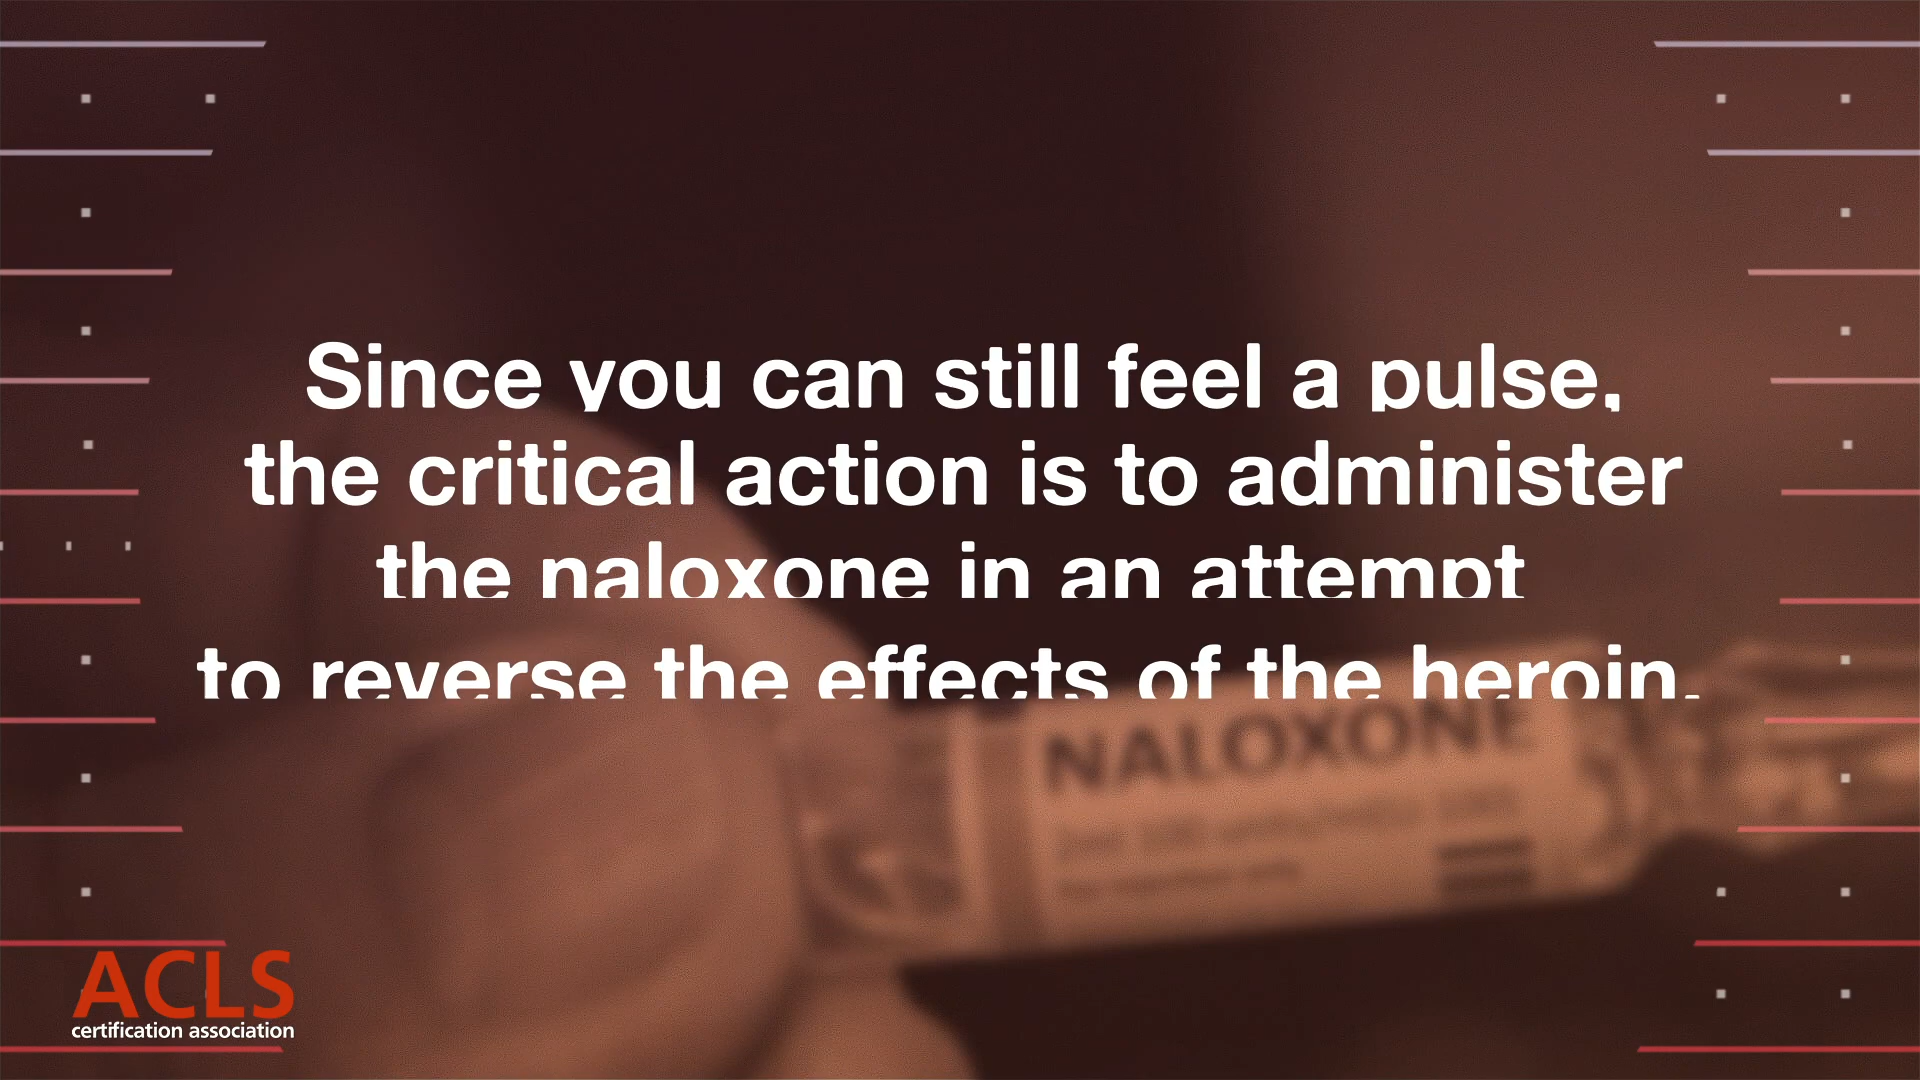 Since you can still feel a pulse,
the critical action is to administer
the naloxone in an attempt
to reverse the effects of the heroin.
NALOXONE
ACLS
certification association